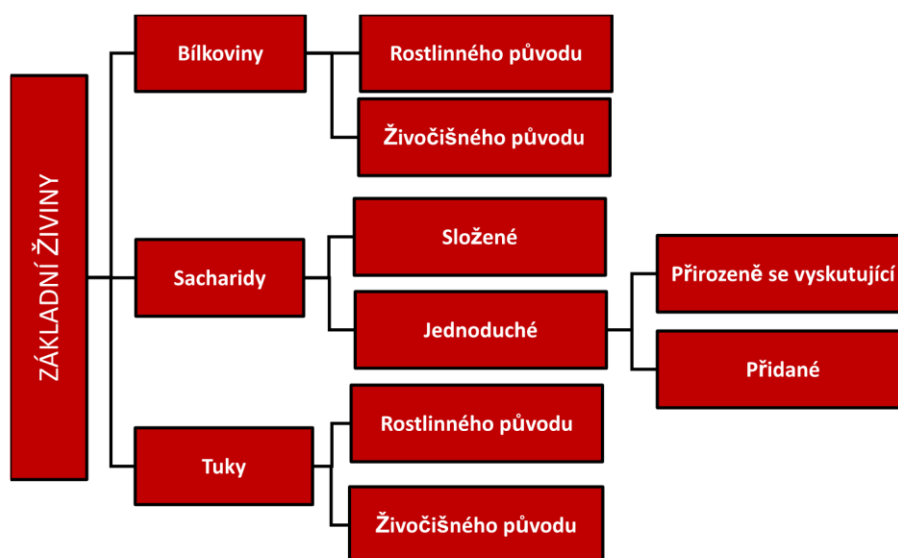 ZÁKLADNÍ ŽIVINY
Bílkoviny
Rostlinného původu
Živočišného původu
Sacharidy
Složené
Jednoduché
Přirozeně se vyskutující
Přidané
Tuky
Rostlinného původu
Živočišného původu